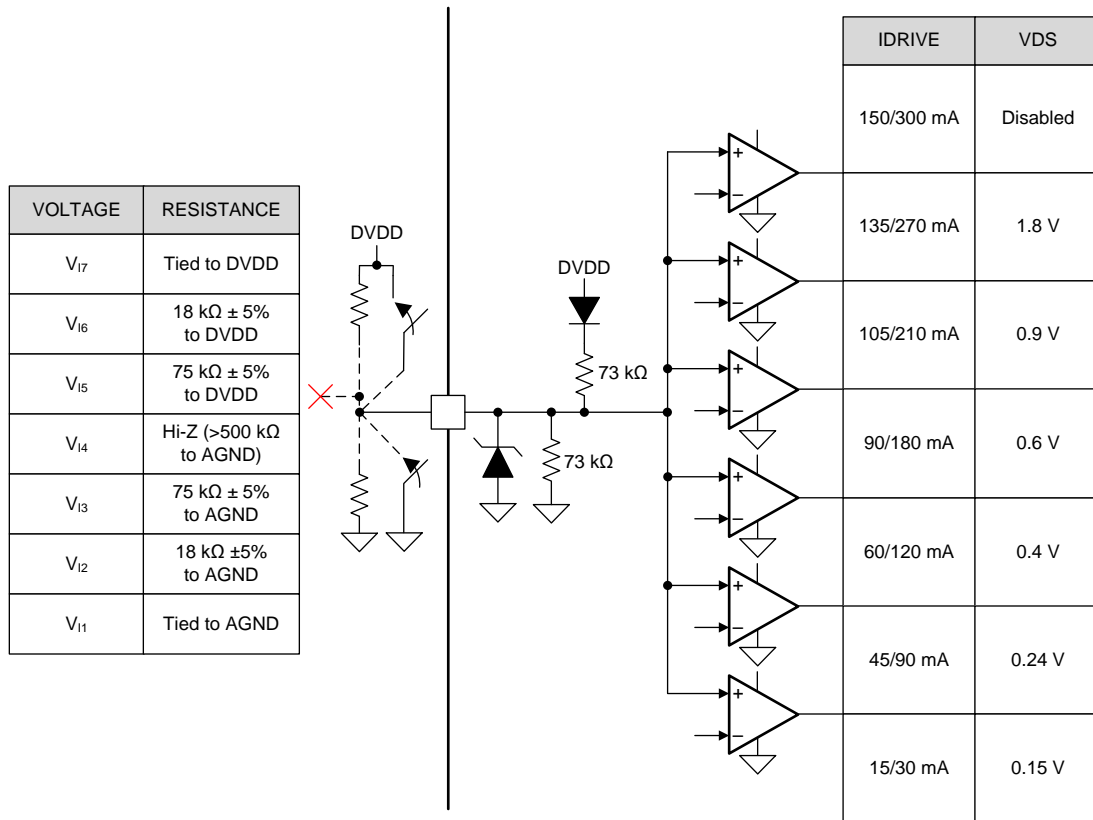 IDRIVE VDS
150/300 mA Disabled
135/270 mA 1.8 V
105/210 mA 0.9 V
90/180 mA 0.6 V
60/120 mA 0.4 V
45/90 mA 0.24 V
15/30 mA 0.15 V
VOLTAGE RESISTANCE
VI7 Tied to DVDD
VI6 18 kΩ ± 5%
to DVDD
VI5 75 kΩ ± 5%
to DVDD
VI4 Hi-Z (>500 kΩ
to AGND)
VI3 75 kΩ ± 5%
to AGND
VI2 18 kΩ ±5%
to AGND
VI1 Tied to AGND
DVDD
DVDD
73 kΩ
73 kΩ
+
−
+
−
+
−
+
−
+
−
+
−